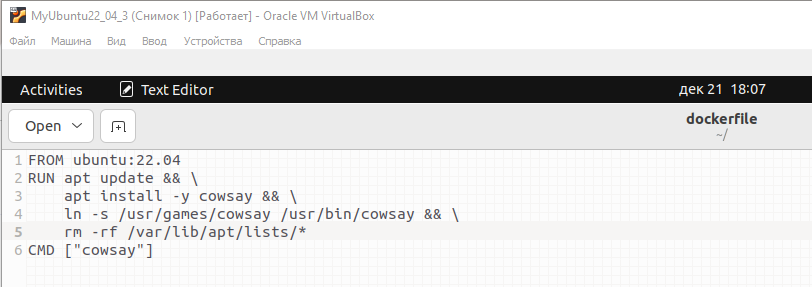 MyUbuntu22_04_3 (Снимок 1) [Работает] - Oracle VM VirtualBox
Файл Машина Вид Ввод Устройства Справка
Activities Text Editor дек 21 18:07
Open dockerfile
~/
1 FROM ubuntu:22.04
2 RUN apt update && \
3 apt install -y cowsay && \
4 ln -s /usr/games/cowsay /usr/bin/cowsay && \
5 rm -rf /var/lib/apt/lists/*
6 CMD ["cowsay"]